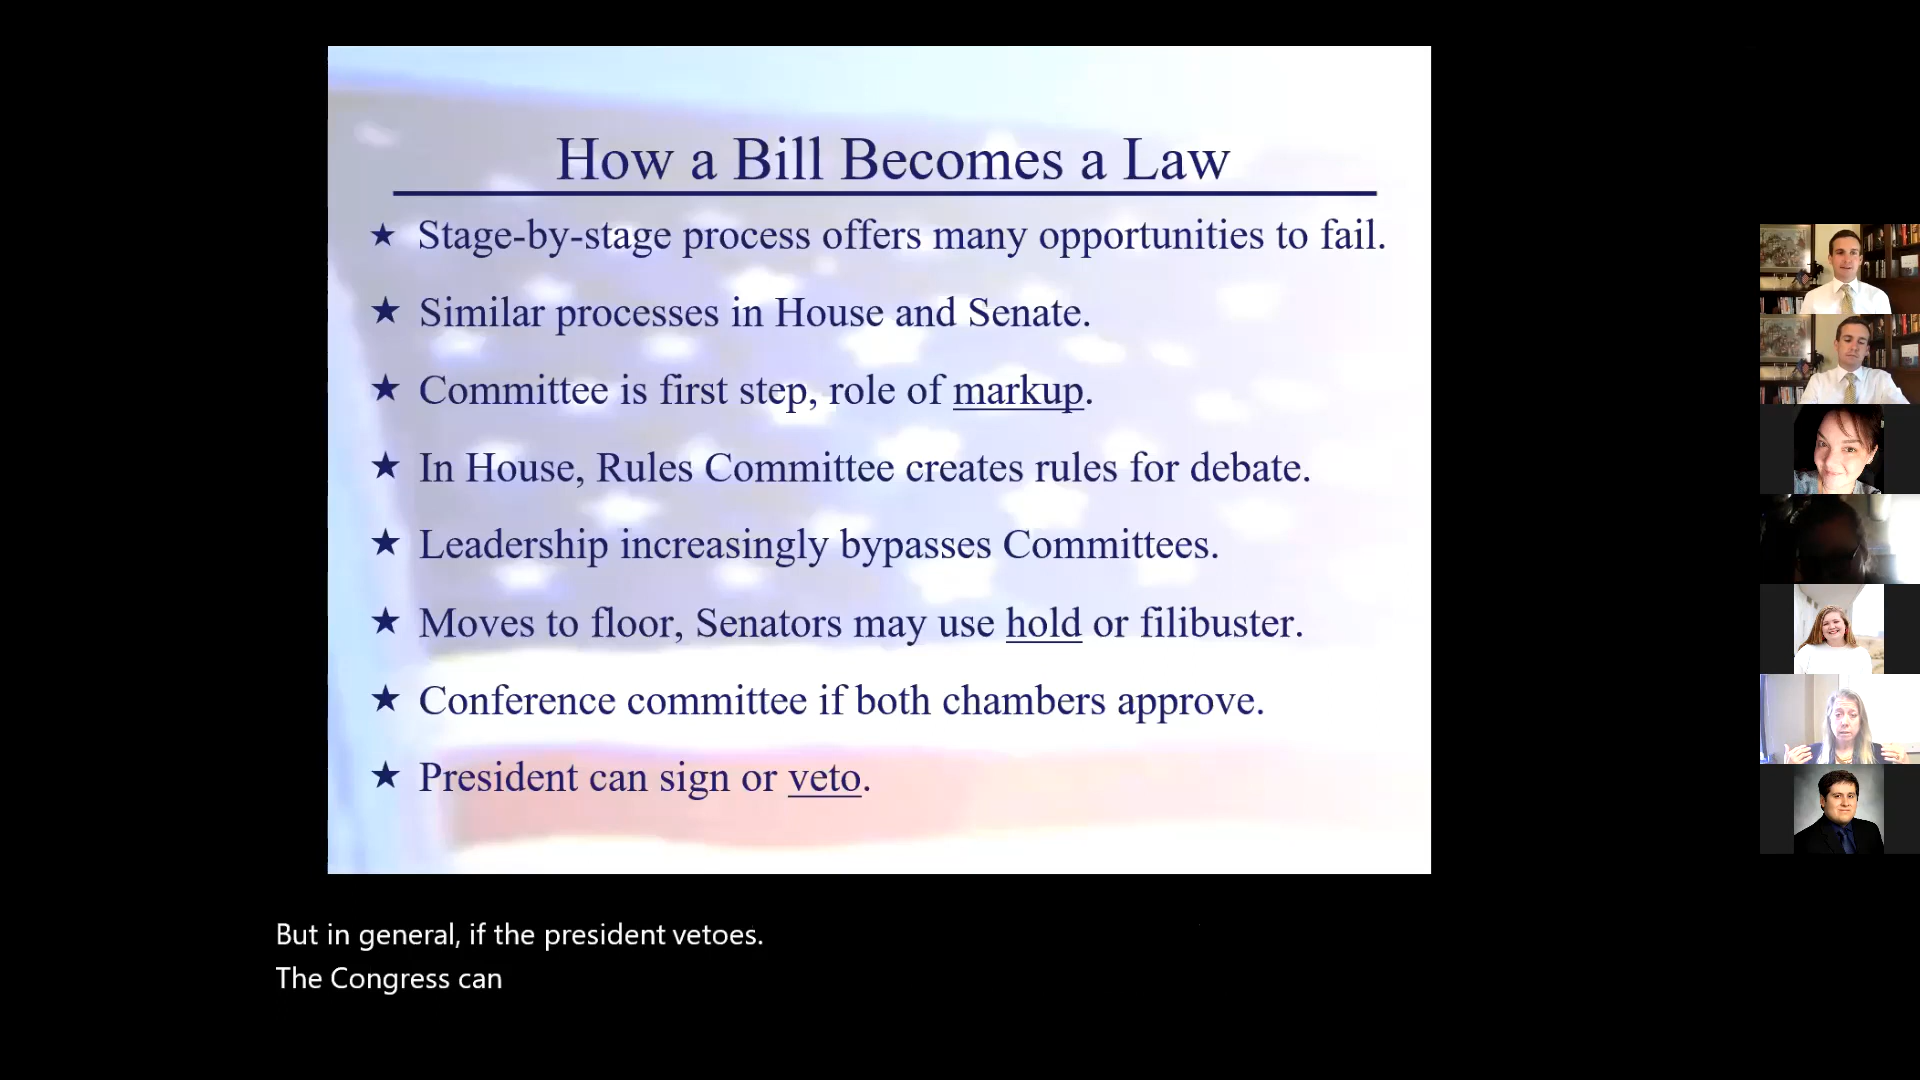 How a Bill Becomes a Law
★ Stage-by-stage process offers many opportunities to fail.
★ Similar processes in House and Senate.
★ Committee is first step, role of markup.
★ In House, Rules Committee creates rules for debate.
★ Leadership increasingly bypasses Committees.
★ Moves to floor, Senators may use hold or filibuster.
★ Conference committee if both chambers approve.
★ President can sign or veto.
But in general, if the president vetoes.
The Congress can